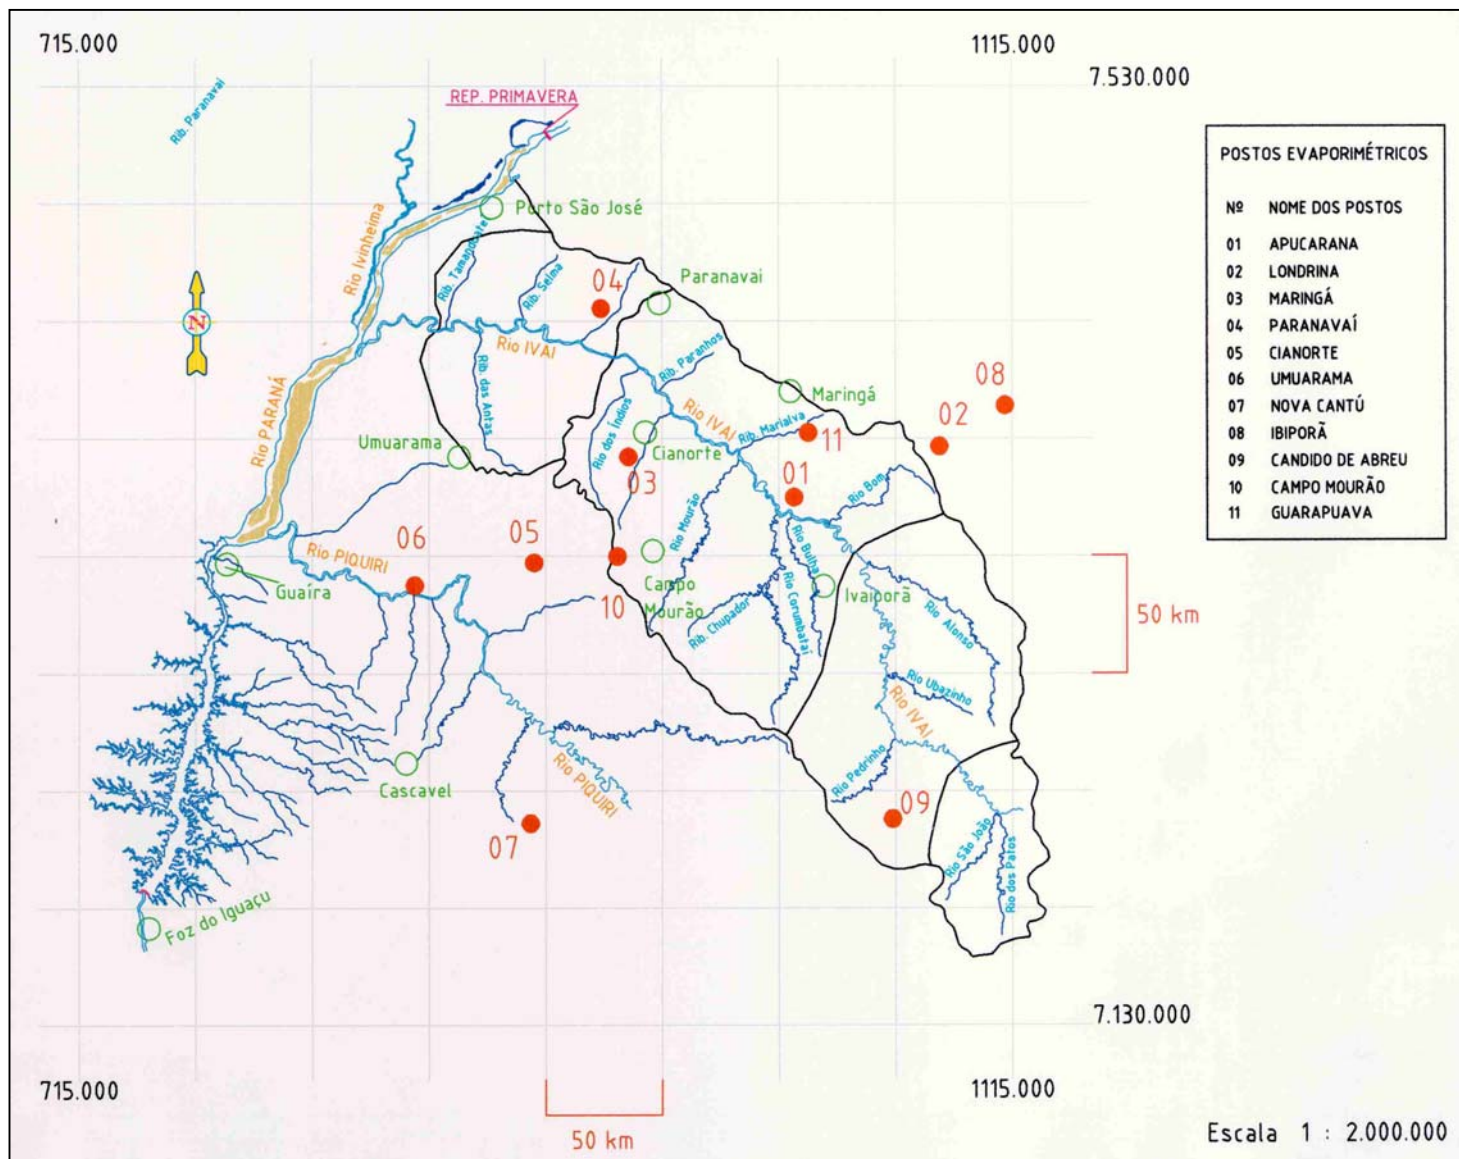 715.000
1115.000
7.530.000
Rib. Paranavai
REP. PRIMAVERA
Porto São José
Rio Ivinheima
Rib. Tamanobate
Rib. Selma
04
Paranavai
Rio IVAI
Rib. das Antas
Rib. Paranhos
Rio PARANÁ
Rio dos Índios
Rio IVAI
Maringá
08
02
Umuarama
Cianorte
03
Rib. Marialva
11
01
Rio Bom
Rio Mourão
06
05
Rio PIQUIRI
Guaíra
10
Campo
Mourão
Rio Bulha
Rio Corumbataí
Ivaiporã
Rib. Chupador
Rio Alonso
Rio Ubazinho
Rio IVAI
Rio Pedrinho
Cascavel
Rio PIQUIRI
07
09
Rio São João
Rio dos Patos
Foz do Iguaçu
N
POSTOS EVAPORIMÉTRICOS
Nº NOME DOS POSTOS
01 APUCARANA
02 LONDRINA
03 MARINGÁ
04 PARANAVAÍ
05 CIANORTE
06 UMUARAMA
07 NOVA CANTÚ
08 IBIPORÃ
09 CANDIDO DE ABREU
10 CAMPO MOURÃO
11 GUARAPUAVA
50 km
7.130.000
715.000
1115.000
50 km
Escala 1 : 2.000.000